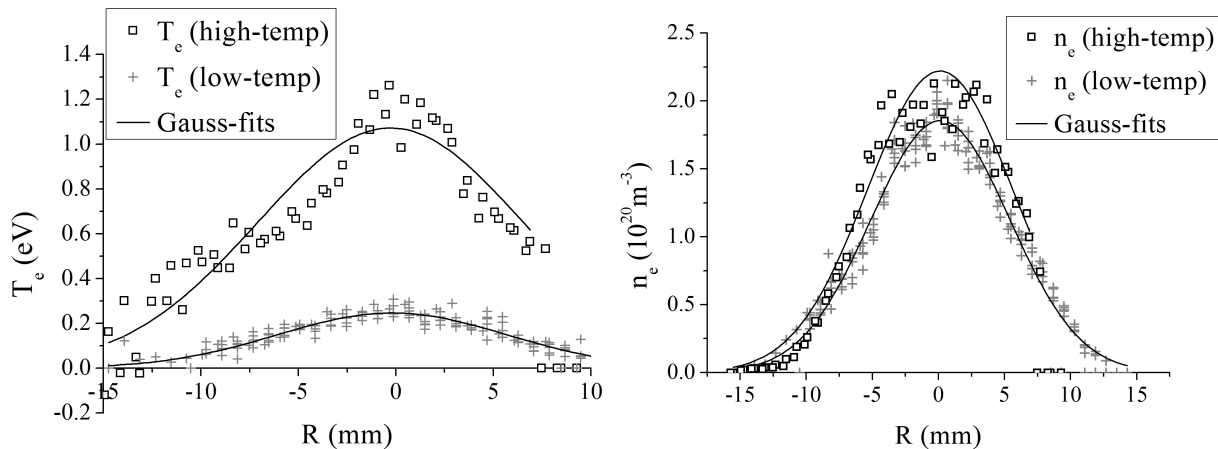 T_e (high-temp)
T_e (low-temp)
Gauss-fits
1.4
1.2
1.0
0.8
0.6
0.4
0.2
0.0
-0.2
T_e (eV)
-15 -10 -5 0 5 10
R (mm)
n_e (high-temp)
n_e (low-temp)
Gauss-fits
2.5
2.0
1.5
1.0
0.5
0.0
n_e (10^20 m^-3)
-15 -10 -5 0 5 10 15
R (mm)